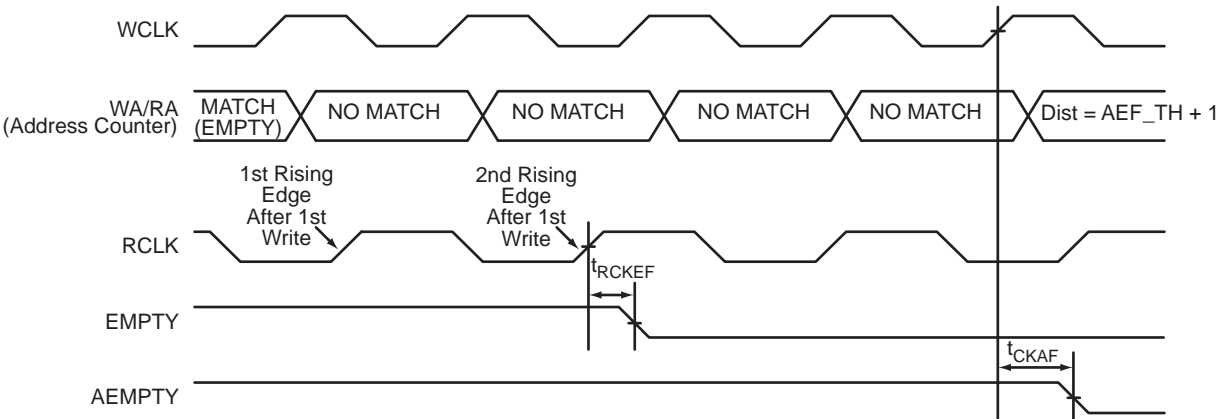 WCLK
WA/RA
(Address Counter)
MATCH
(EMPTY)
NO MATCH
NO MATCH
NO MATCH
NO MATCH
Dist = AEF_TH + 1
1st Rising
Edge
After 1st
Write
2nd Rising
Edge
After 1st
Write
RCLK
tRCKEF
EMPTY
tCKAF
AEMPTY